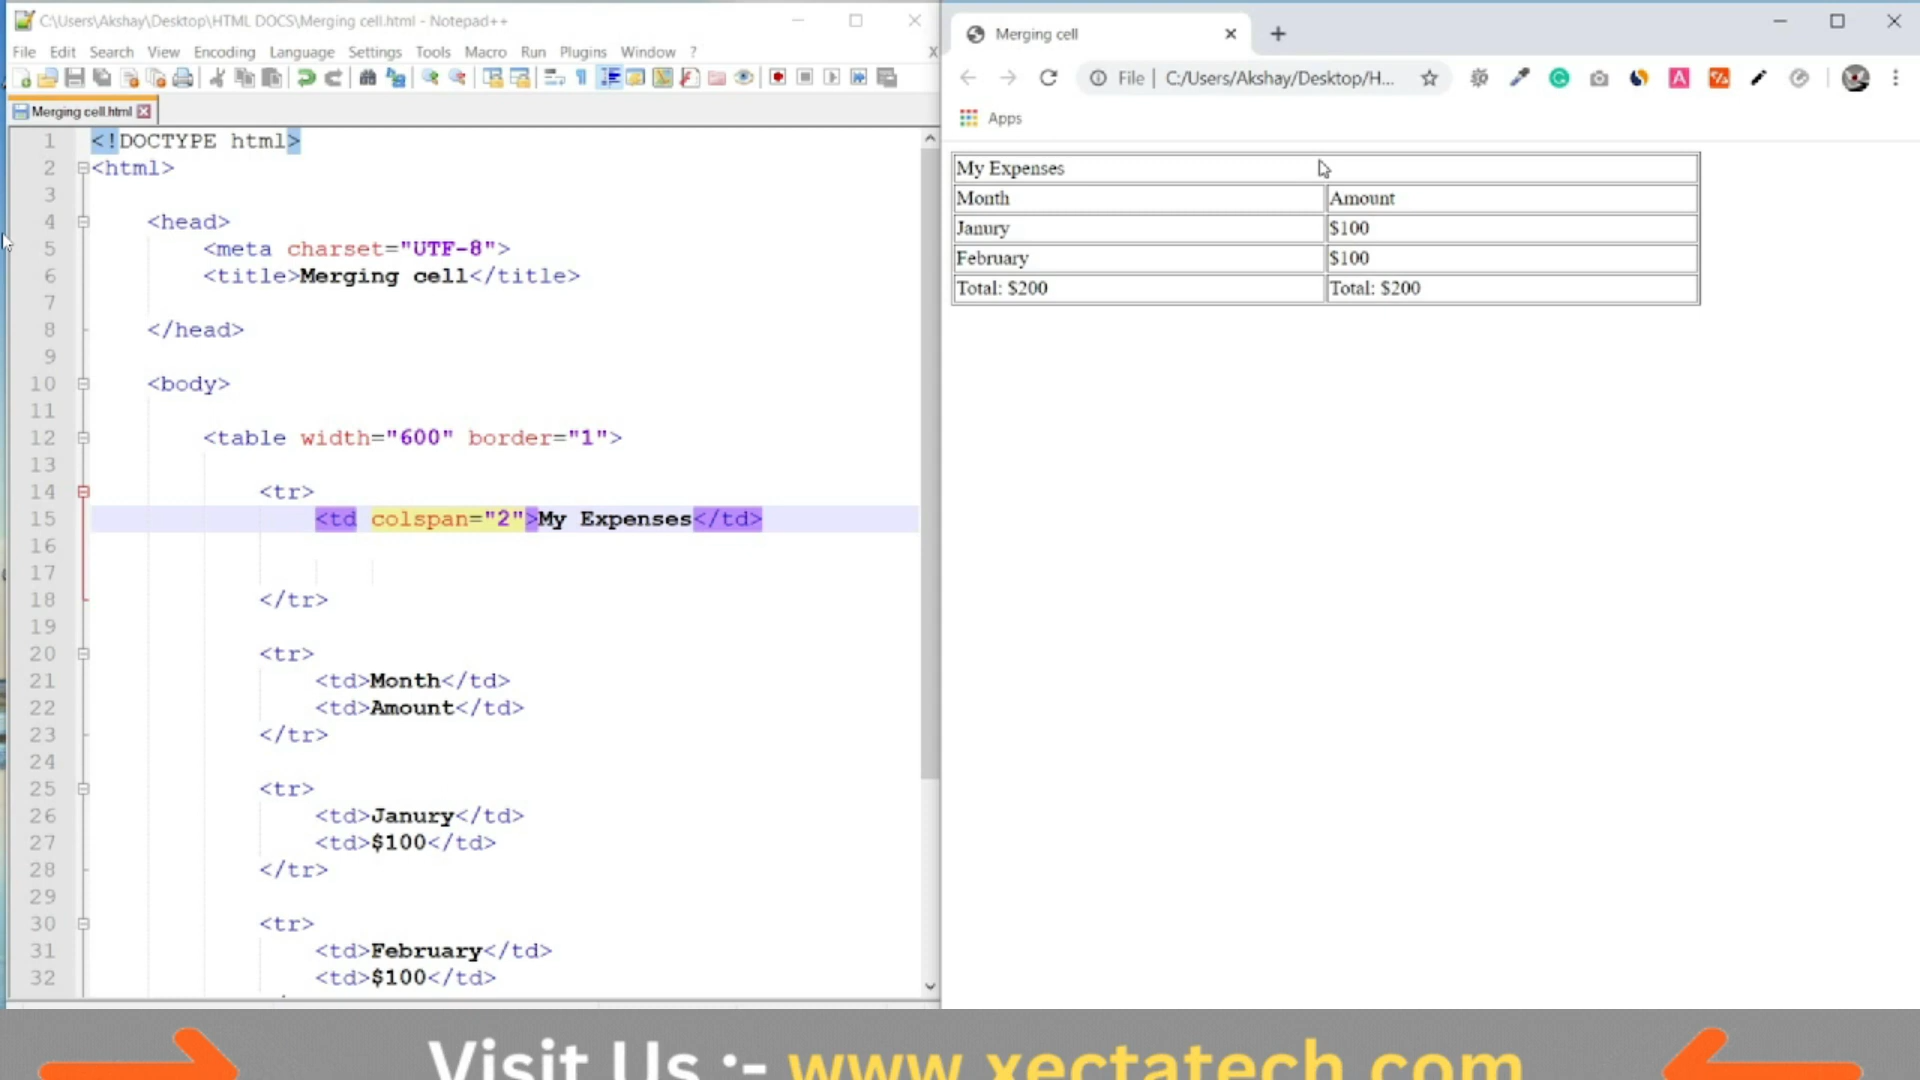 C:\Users\Akshay\Desktop\HTML DOCS\Merging cell.html - Notepad++
File Edit Search View Encoding Language Settings Tools Macro Run Plugins Window ? X
Merging cell.html
1 <!DOCTYPE html>
2 <html>
3
4 <head>
5 <meta charset="UTF-8">
6 <title>Merging cell</title>
7
8 </head>
9
10 <body>
11
12 <table width="600" border="1">
13
14 <tr>
15 <td colspan="2">My Expenses</td>
16
17
18 </tr>
19
20 <tr>
21 <td>Month</td>
22 <td>Amount</td>
23 </tr>
24
25 <tr>
26 <td>Janury</td>
27 <td>$100</td>
28 </tr>
29
30 <tr>
31 <td>February</td>
32 <td>$100</td>
Merging cell
File | C:/Users/Akshay/Desktop/H...
Apps
My Expenses
Month Amount
Janury $100
February $100
Total: $200 Total: $200
Visit Us :- www.xectatech.com